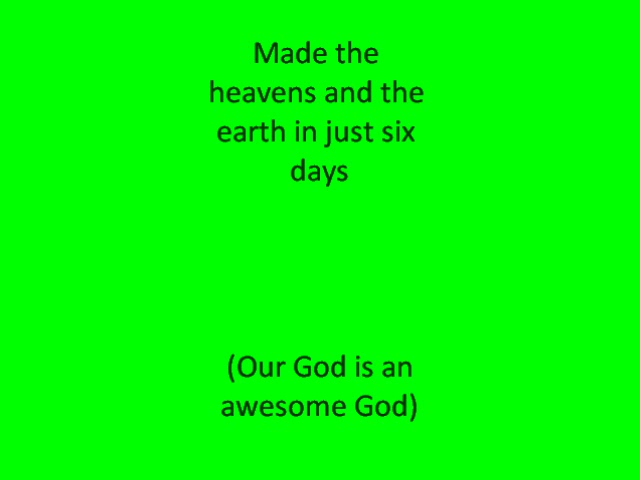 Made the
heavens and the
earth in just six
days
(Our God is an
awesome God)